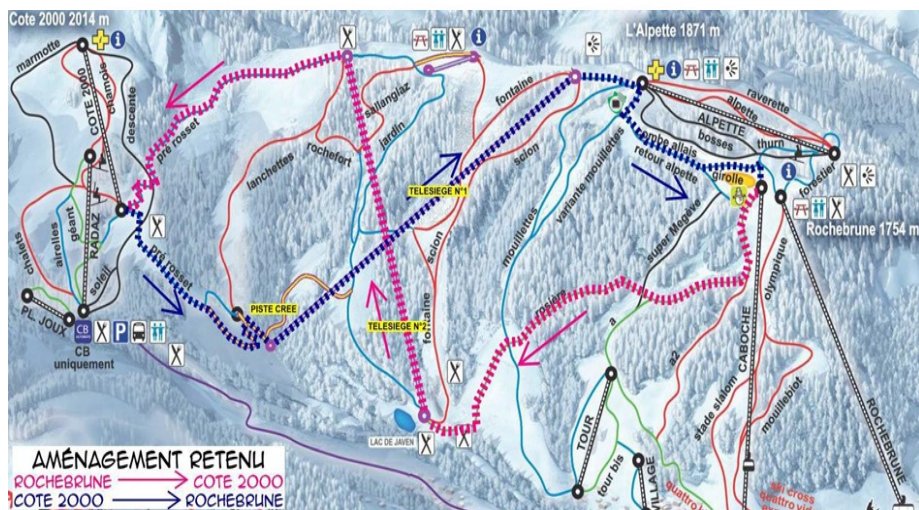 Cote 2000 2014 m
L'Alpette 1871 m
marmotte
COTE 2000
chamois
descente
pré rosset
saliangiaz
jardin
rochefort
lanchettes
fontaine
scion
TELESIEGE N°1
combe allais
retour alpette
ALPETTE
bosses
alpette
raverette
thurn
girolle
forestier
Rochebrune 1754 m
chalets
airelles
géant
RADAZ
soleil
pré rosset
PL. JOUX
CB
CB
uniquement
P
PISTE CREE
TELESIEGE N°2
fontaine
scion
mouillettes
variante mouillettes
super Megève
rosière
a
a2
stade slalom
CABOCHE
olympique
mouillebiot
ROCHEBRUNE
LAC DE JAVEN
TOUR
tour bis
VILLAGE
ski cross
AMÉNAGEMENT RETENU
ROCHEBRUNE COTE 2000
COTE 2000 ROCHEBRUNE